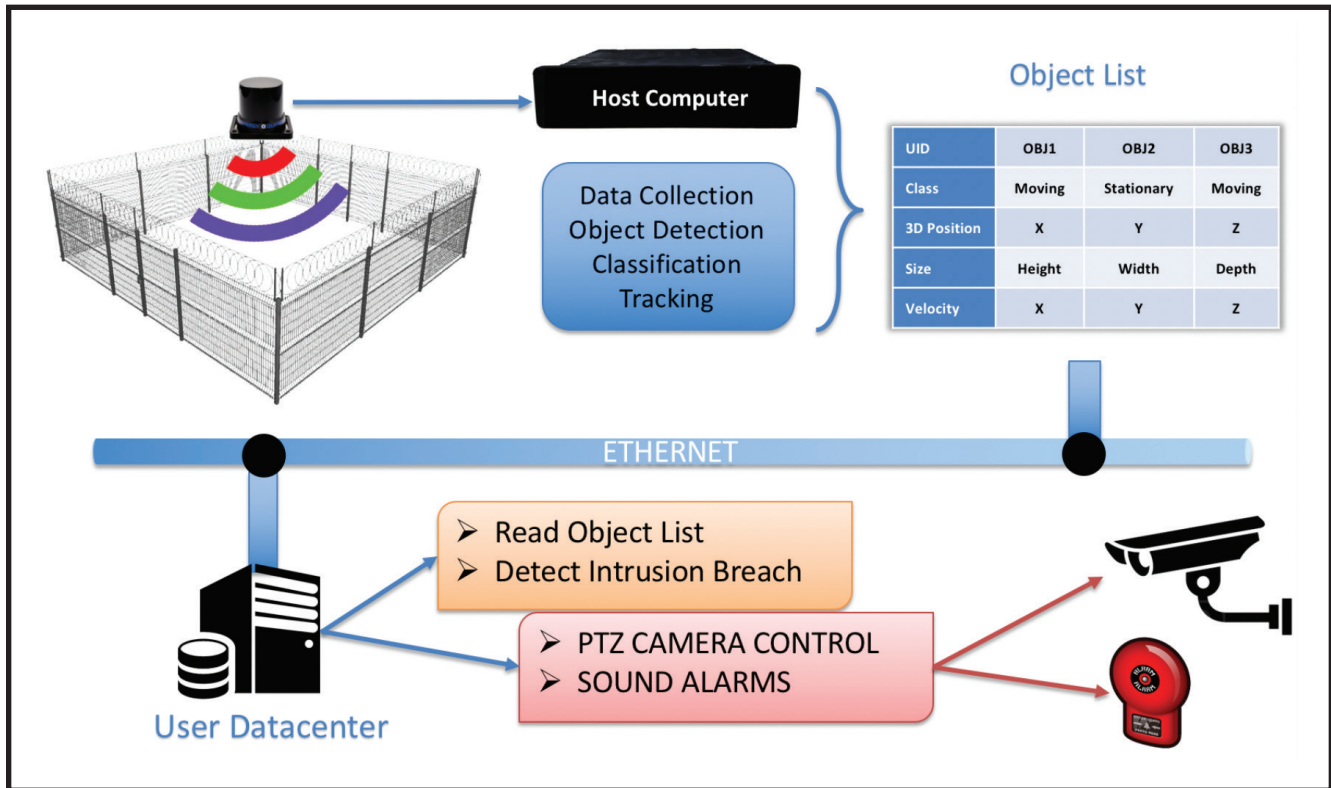 Host Computer
Data Collection
Object Detection
Classification
Tracking
Object List
UID OBJ1 OBJ2 OBJ3
Class Moving Stationary Moving
3D Position X Y Z
Size Height Width Depth
Velocity X Y Z
ETHERNET
➢ Read Object List
➢ Detect Intrusion Breach
➢ PTZ CAMERA CONTROL
➢ SOUND ALARMS
User Datacenter
ALARM
ALARM